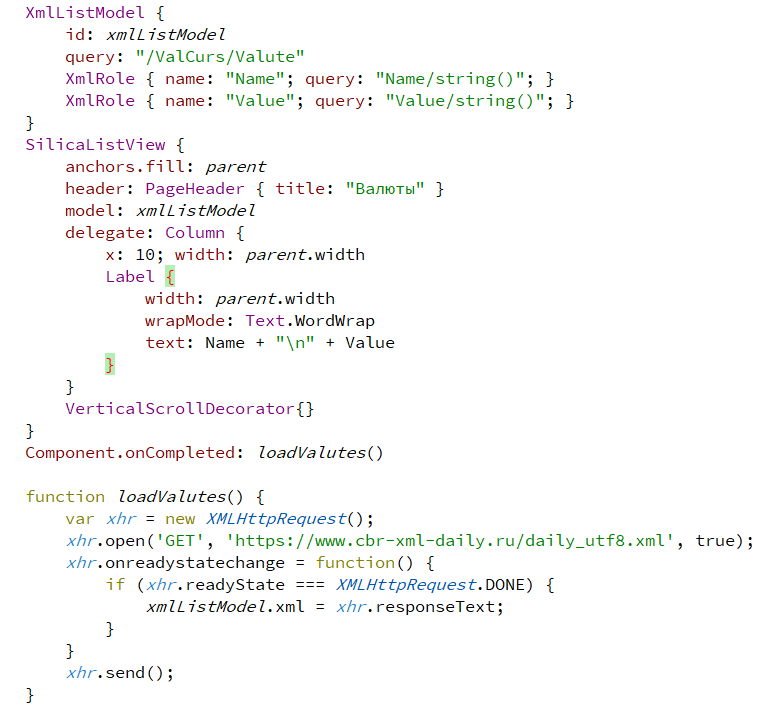 XmlListModel {
    id: xmlListModel
    query: "/ValCurs/Valute"
    XmlRole { name: "Name"; query: "Name/string()"; }
    XmlRole { name: "Value"; query: "Value/string()"; }
}
SilicaListView {
    anchors.fill: parent
    header: PageHeader { title: "Валюты" }
    model: xmlListModel
    delegate: Column {
        x: 10; width: parent.width
        Label {
            width: parent.width
            wrapMode: Text.WordWrap
            text: Name + "\n" + Value
        }
    }
    VerticalScrollDecorator{}
}
Component.onCompleted: loadValutes()

function loadValutes() {
    var xhr = new XMLHttpRequest();
    xhr.open('GET', 'https://www.cbr-xml-daily.ru/daily_utf8.xml', true);
    xhr.onreadystatechange = function() {
        if (xhr.readyState === XMLHttpRequest.DONE) {
            xmlListModel.xml = xhr.responseText;
        }
    }
    xhr.send();
}